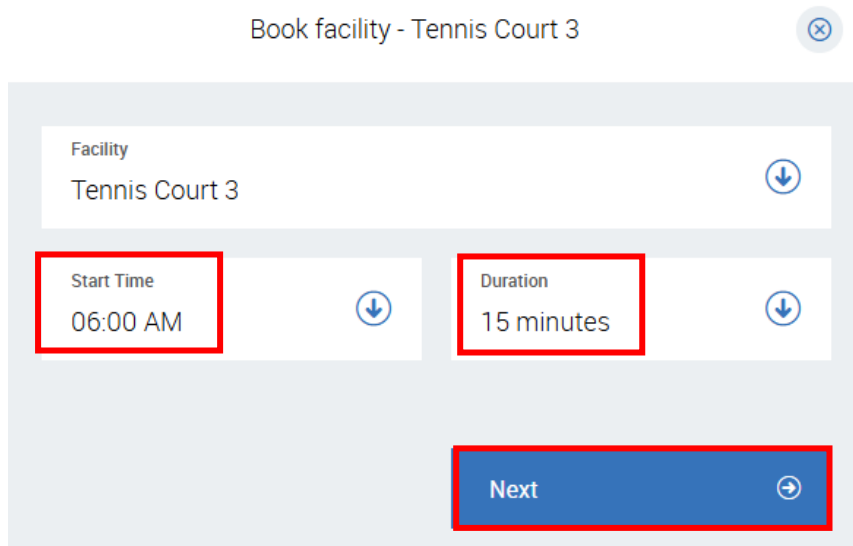 Book facility - Tennis Court 3
Facility
Tennis Court 3
Start Time
06:00 AM
Duration
15 minutes
Next